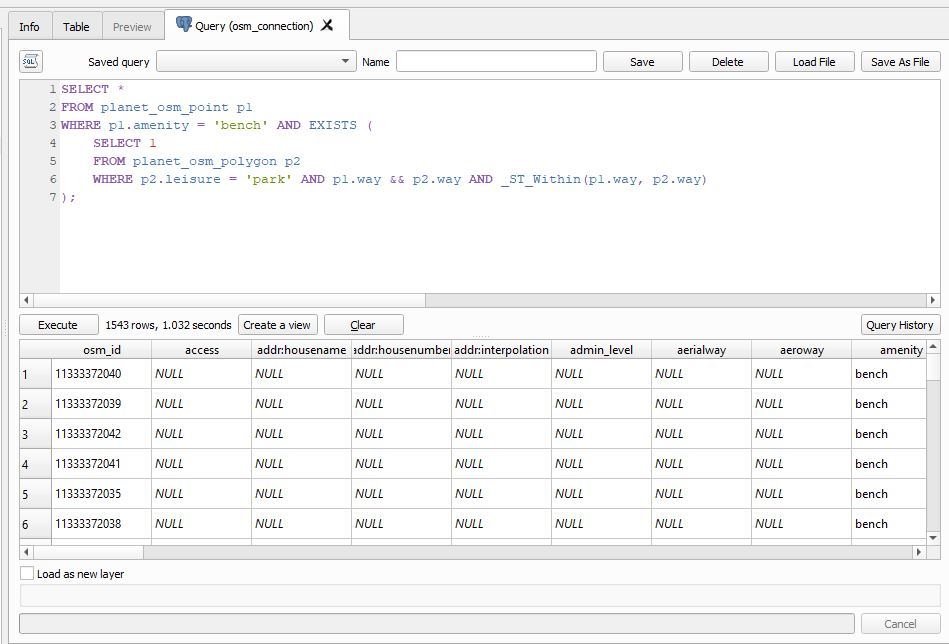 Info Table Preview Query (osm_connection) X
SQL Saved query Name Save Delete Load File Save As File
1 SELECT *
2 FROM planet_osm_point p1
3 WHERE p1.amenity = 'bench' AND EXISTS (
4 SELECT 1
5 FROM planet_osm_polygon p2
6 WHERE p2.leisure = 'park' AND p1.way && p2.way AND _ST_Within(p1.way, p2.way)
7 );
Execute 1543 rows, 1.032 seconds Create a view Clear Query History
osm_id access addr:housename addr:housenumber addr:interpolation admin_level aerialway aeroway amenity
1 11333372040 NULL NULL NULL NULL NULL NULL NULL bench
2 11333372039 NULL NULL NULL NULL NULL NULL NULL bench
3 11333372042 NULL NULL NULL NULL NULL NULL NULL bench
4 11333372041 NULL NULL NULL NULL NULL NULL NULL bench
5 11333372035 NULL NULL NULL NULL NULL NULL NULL bench
6 11333372038 NULL NULL NULL NULL NULL NULL NULL bench
Load as new layer
Cancel